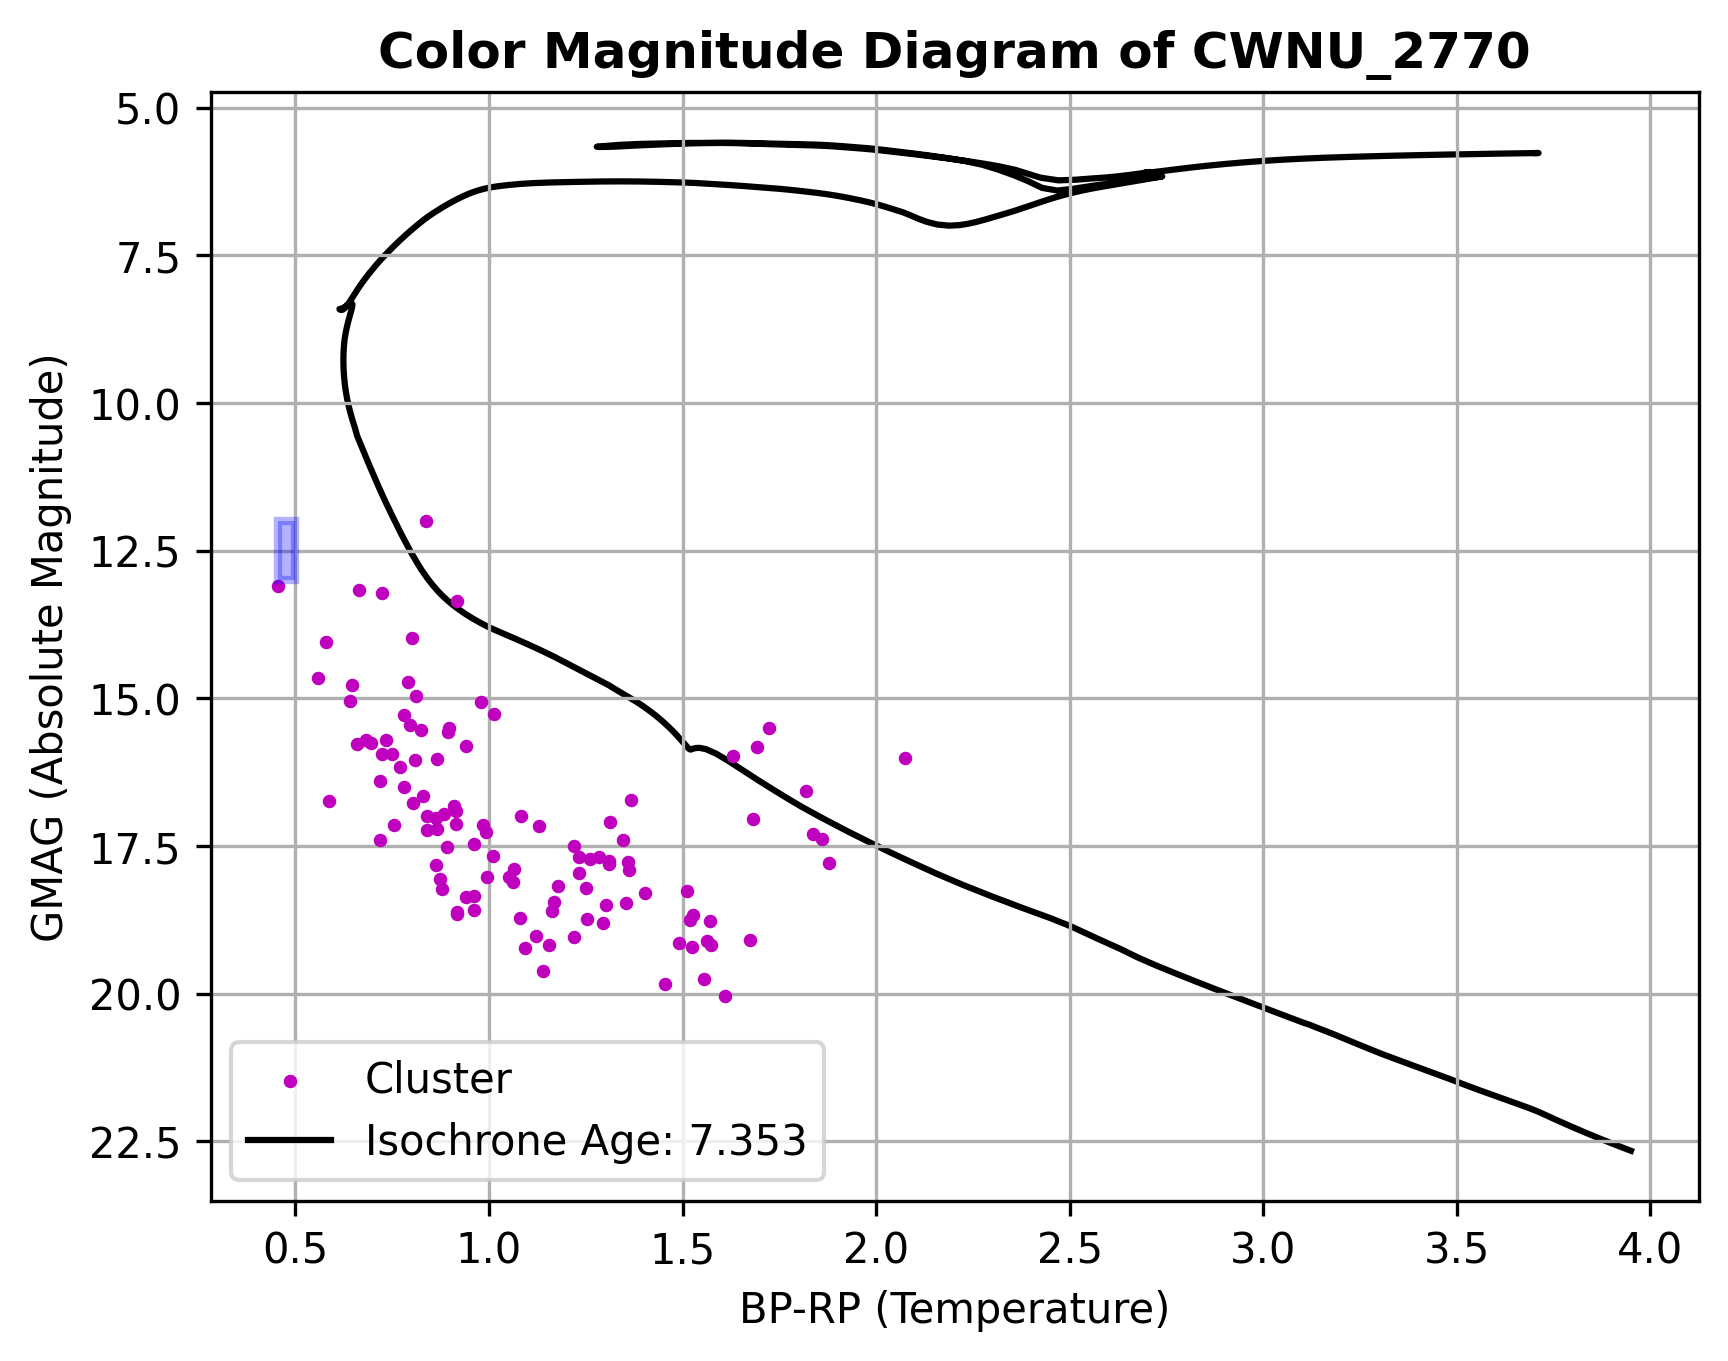 Color Magnitude Diagram of CWNU_2770
5.0
7.5
10.0
12.5
15.0
17.5
20.0
22.5
GMAG (Absolute Magnitude)
Cluster
Isochrone Age: 7.353
0.5 1.0 1.5 2.0 2.5 3.0 3.5 4.0
BP-RP (Temperature)